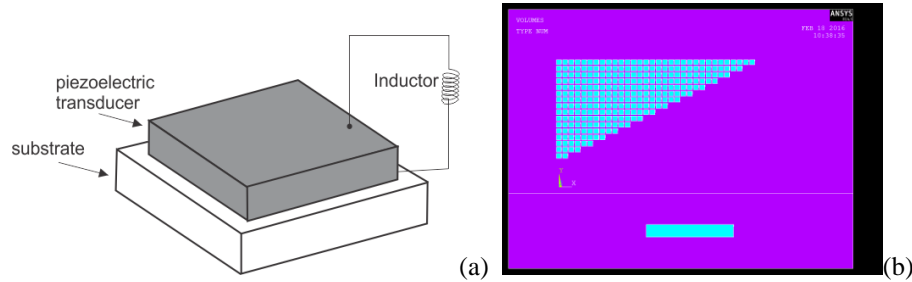 piezoelectric
transducer
substrate
Inductor
(a)
VOLUMES
TYPE NUM
ANSYS
FEB 18 2016
10:38:35
Y
X
(b)